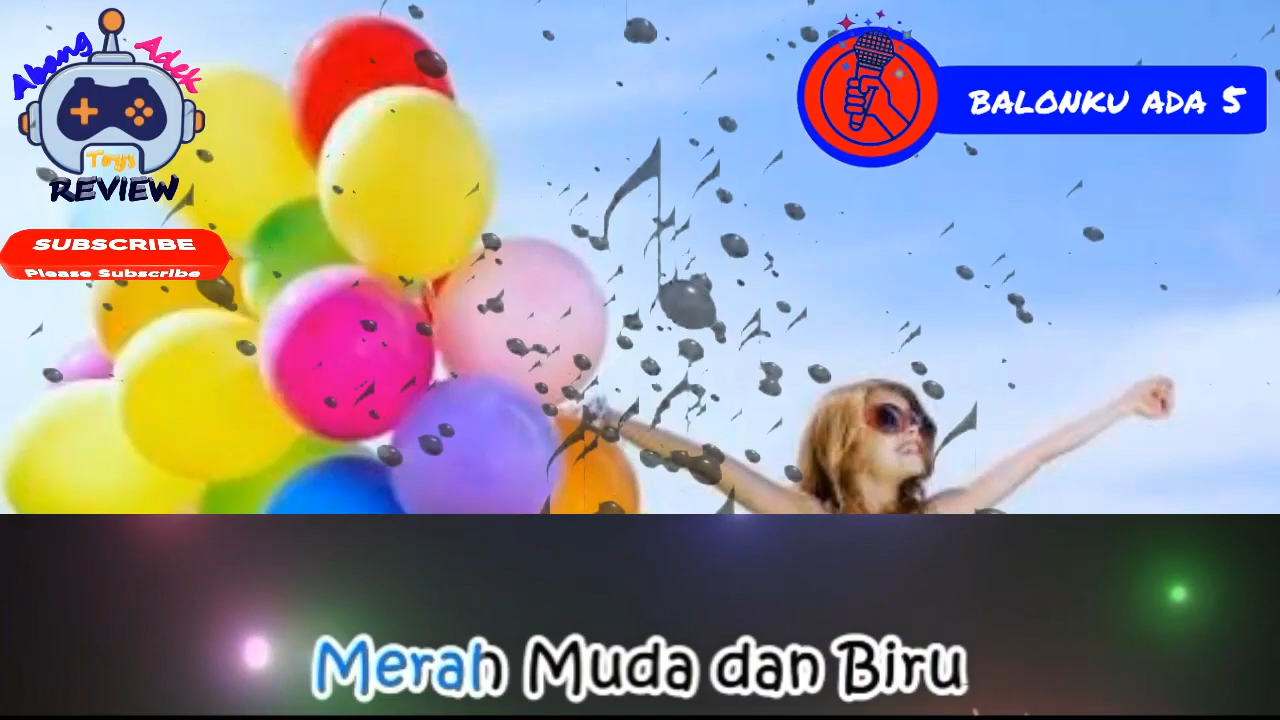 Abang Adek
Toys
REVIEW
SUBSCRIBE
Please Subscribe
BALONKU ADA 5
Merah Muda dan Biru